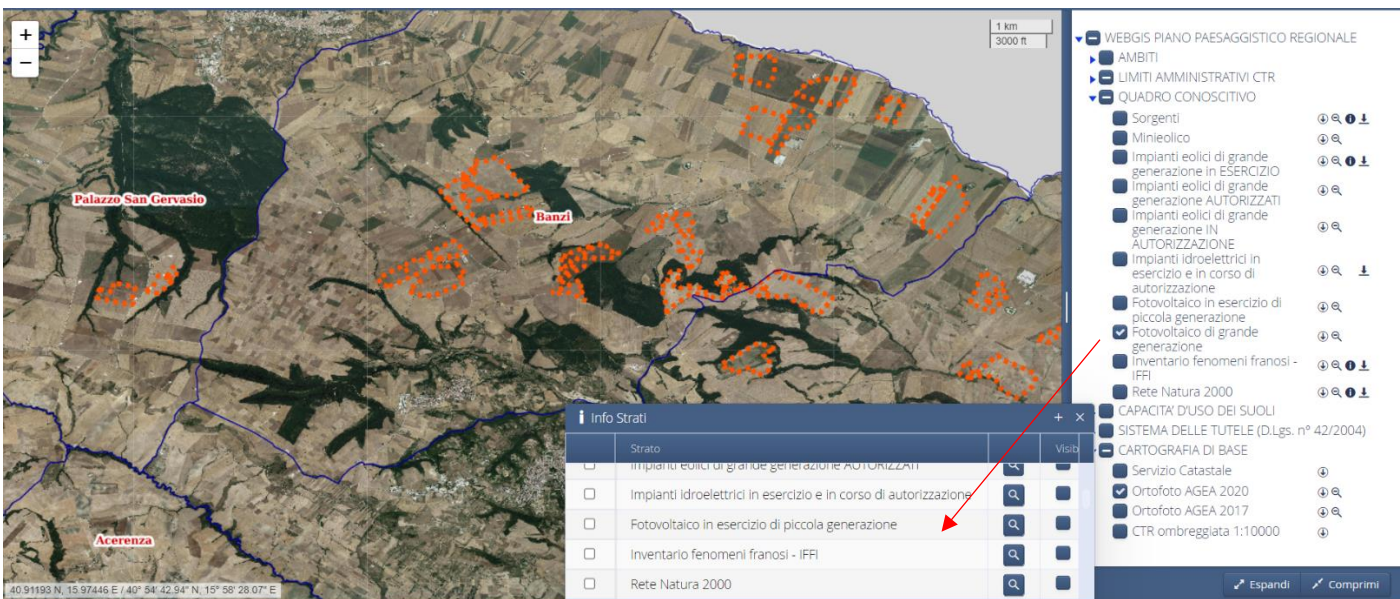 +
−
1 km
3000 ft
Palazzo San Gervasio
Banzi
Acerenza
40.91193 N, 15.97446 E / 40° 54' 42.94" N, 15° 58' 28.07" E
WEBGIS PIANO PAESAGGISTICO REGIONALE
AMBITI
LIMITI AMMINISTRATIVI CTR
QUADRO CONOSCITIVO
Sorgenti
Minieolico
Impianti eolici di grande
generazione in ESERCIZIO
Impianti eolici di grande
generazione AUTORIZZATI
Impianti eolici di grande
generazione IN
AUTORIZZAZIONE
Impianti idroelettrici in
esercizio e in corso di
autorizzazione
Fotovoltaico in esercizio di
piccola generazione
Fotovoltaico di grande
generazione
Inventario fenomeni franosi -
IFFI
Rete Natura 2000
CAPACITA' D'USO DEI SUOLI
SISTEMA DELLE TUTELE (D.Lgs. n° 42/2004)
CARTOGRAFIA DI BASE
Servizio Catastale
Ortofoto AGEA 2020
Ortofoto AGEA 2017
CTR ombreggiata 1:10000
Info Strati + ×
Strato Visib
Impianti eolici di grande generazione AUTORIZZATI
Impianti idroelettrici in esercizio e in corso di autorizzazione
Fotovoltaico in esercizio di piccola generazione
Inventario fenomeni franosi - IFFI
Rete Natura 2000
Espandi Comprimi